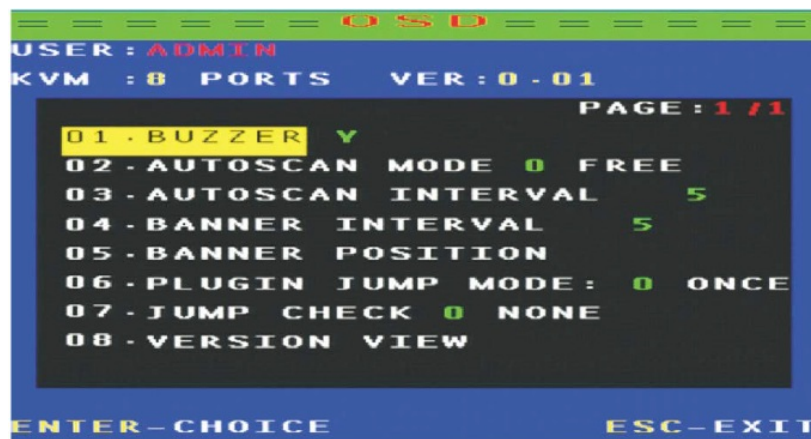 = = = = = = OSD = = = = = =
USER:ADMIN
KVM :8 PORTS VER:0.01
PAGE:1/1
01.BUZZER Y
02.AUTOSCAN MODE 0 FREE
03.AUTOSCAN INTERVAL 5
04.BANNER INTERVAL 5
05.BANNER POSITION
06.PLUGIN JUMP MODE: 0 ONCE
07.JUMP CHECK 0 NONE
08.VERSION VIEW
ENTER-CHOICE ESC-EXIT